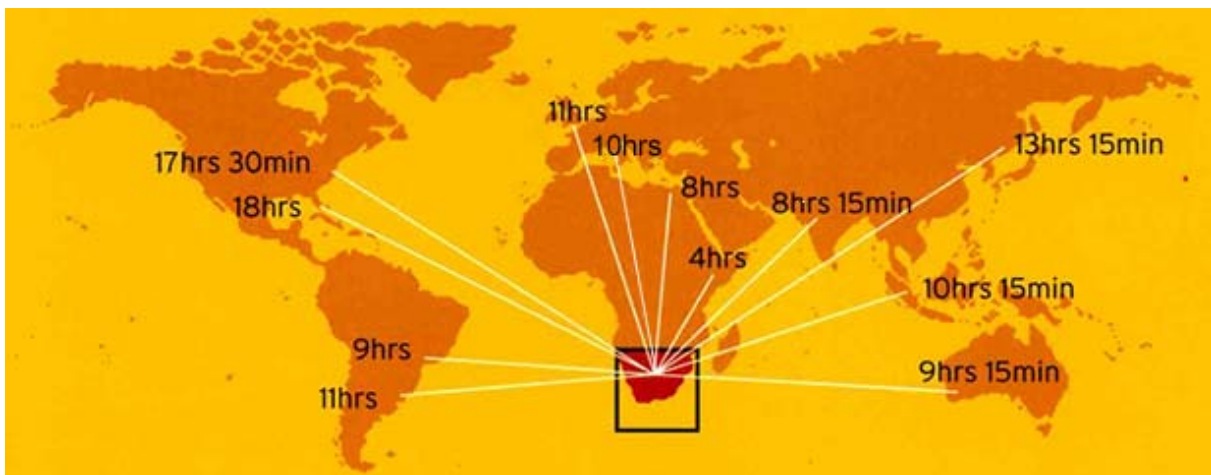 11hrs
10hrs
13hrs 15min
17hrs 30min
8hrs
18hrs
8hrs 15min
4hrs
10hrs 15min
9hrs
9hrs 15min
11hrs